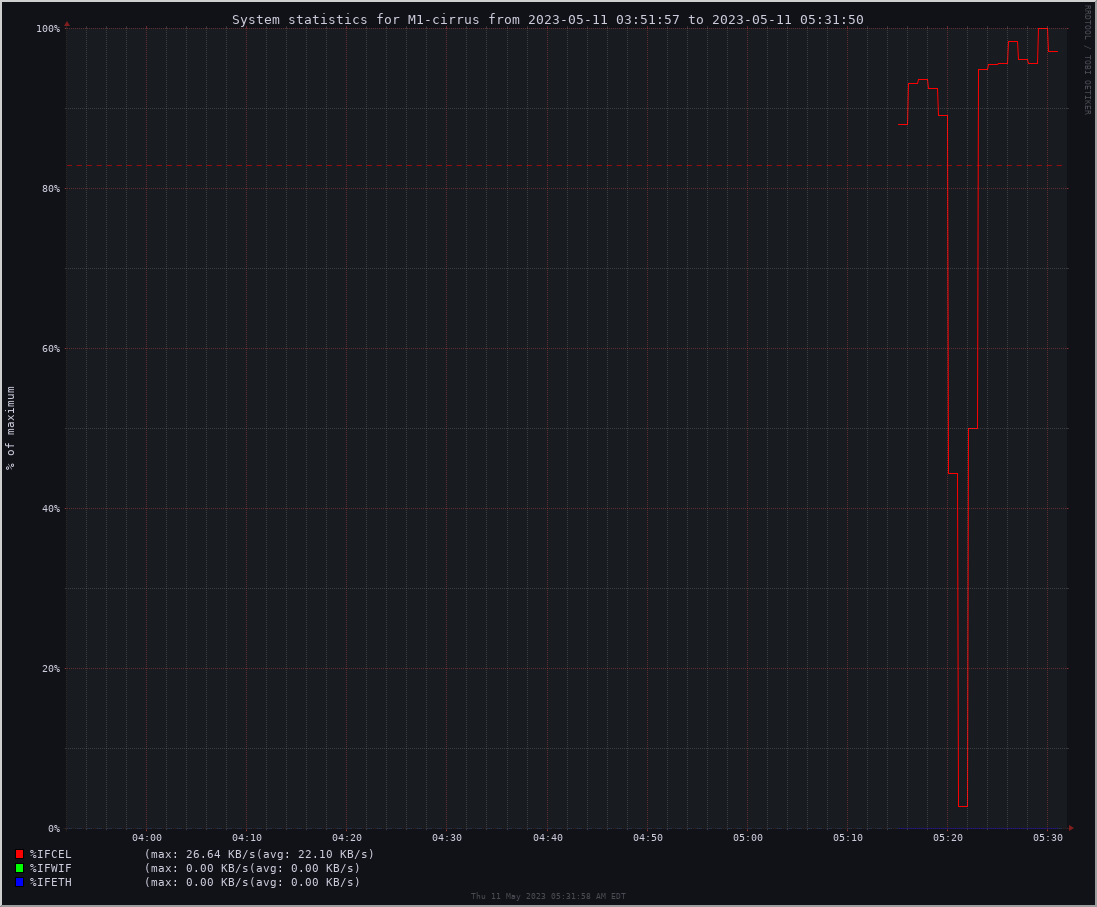 System statistics for M1-cirrus from 2023-05-11 03:51:57 to 2023-05-11 05:31:50
RRDTOOL / TOBI OETIKER
% of maximum
100%
80%
60%
40%
20%
0%
04:00 04:10 04:20 04:30 04:40 04:50 05:00 05:10 05:20 05:30
%IFCEL (max: 26.64 KB/s(avg: 22.10 KB/s)
%IFWIF (max: 0.00 KB/s(avg: 0.00 KB/s)
%IFETH (max: 0.00 KB/s(avg: 0.00 KB/s)
Thu 11 May 2023 05:31:58 AM EDT